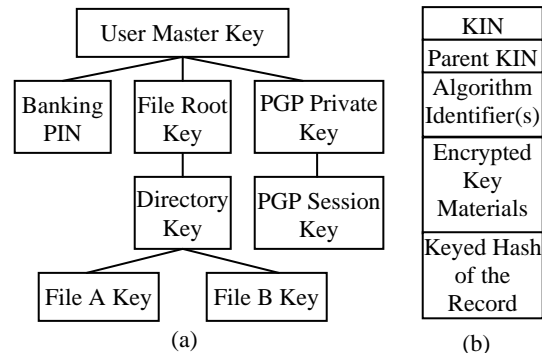 User Master Key
Banking
PIN
File Root
Key
PGP Private
Key
Directory
Key
PGP Session
Key
File A Key
File B Key
(a)
KIN
Parent KIN
Algorithm
Identifier(s)
Encrypted
Key
Materials
Keyed Hash
of the
Record
(b)